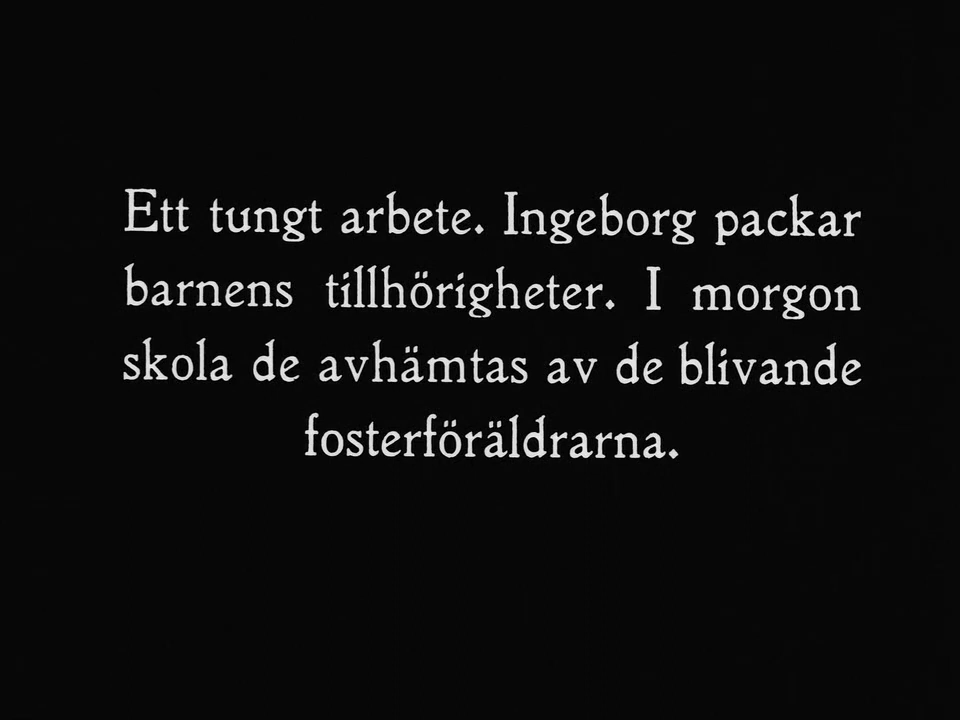 Ett tungt arbete. Ingeborg packar
barnens tillhörigheter. I morgon
skola de avhämtas av de blivande
fosterföräldrarna.